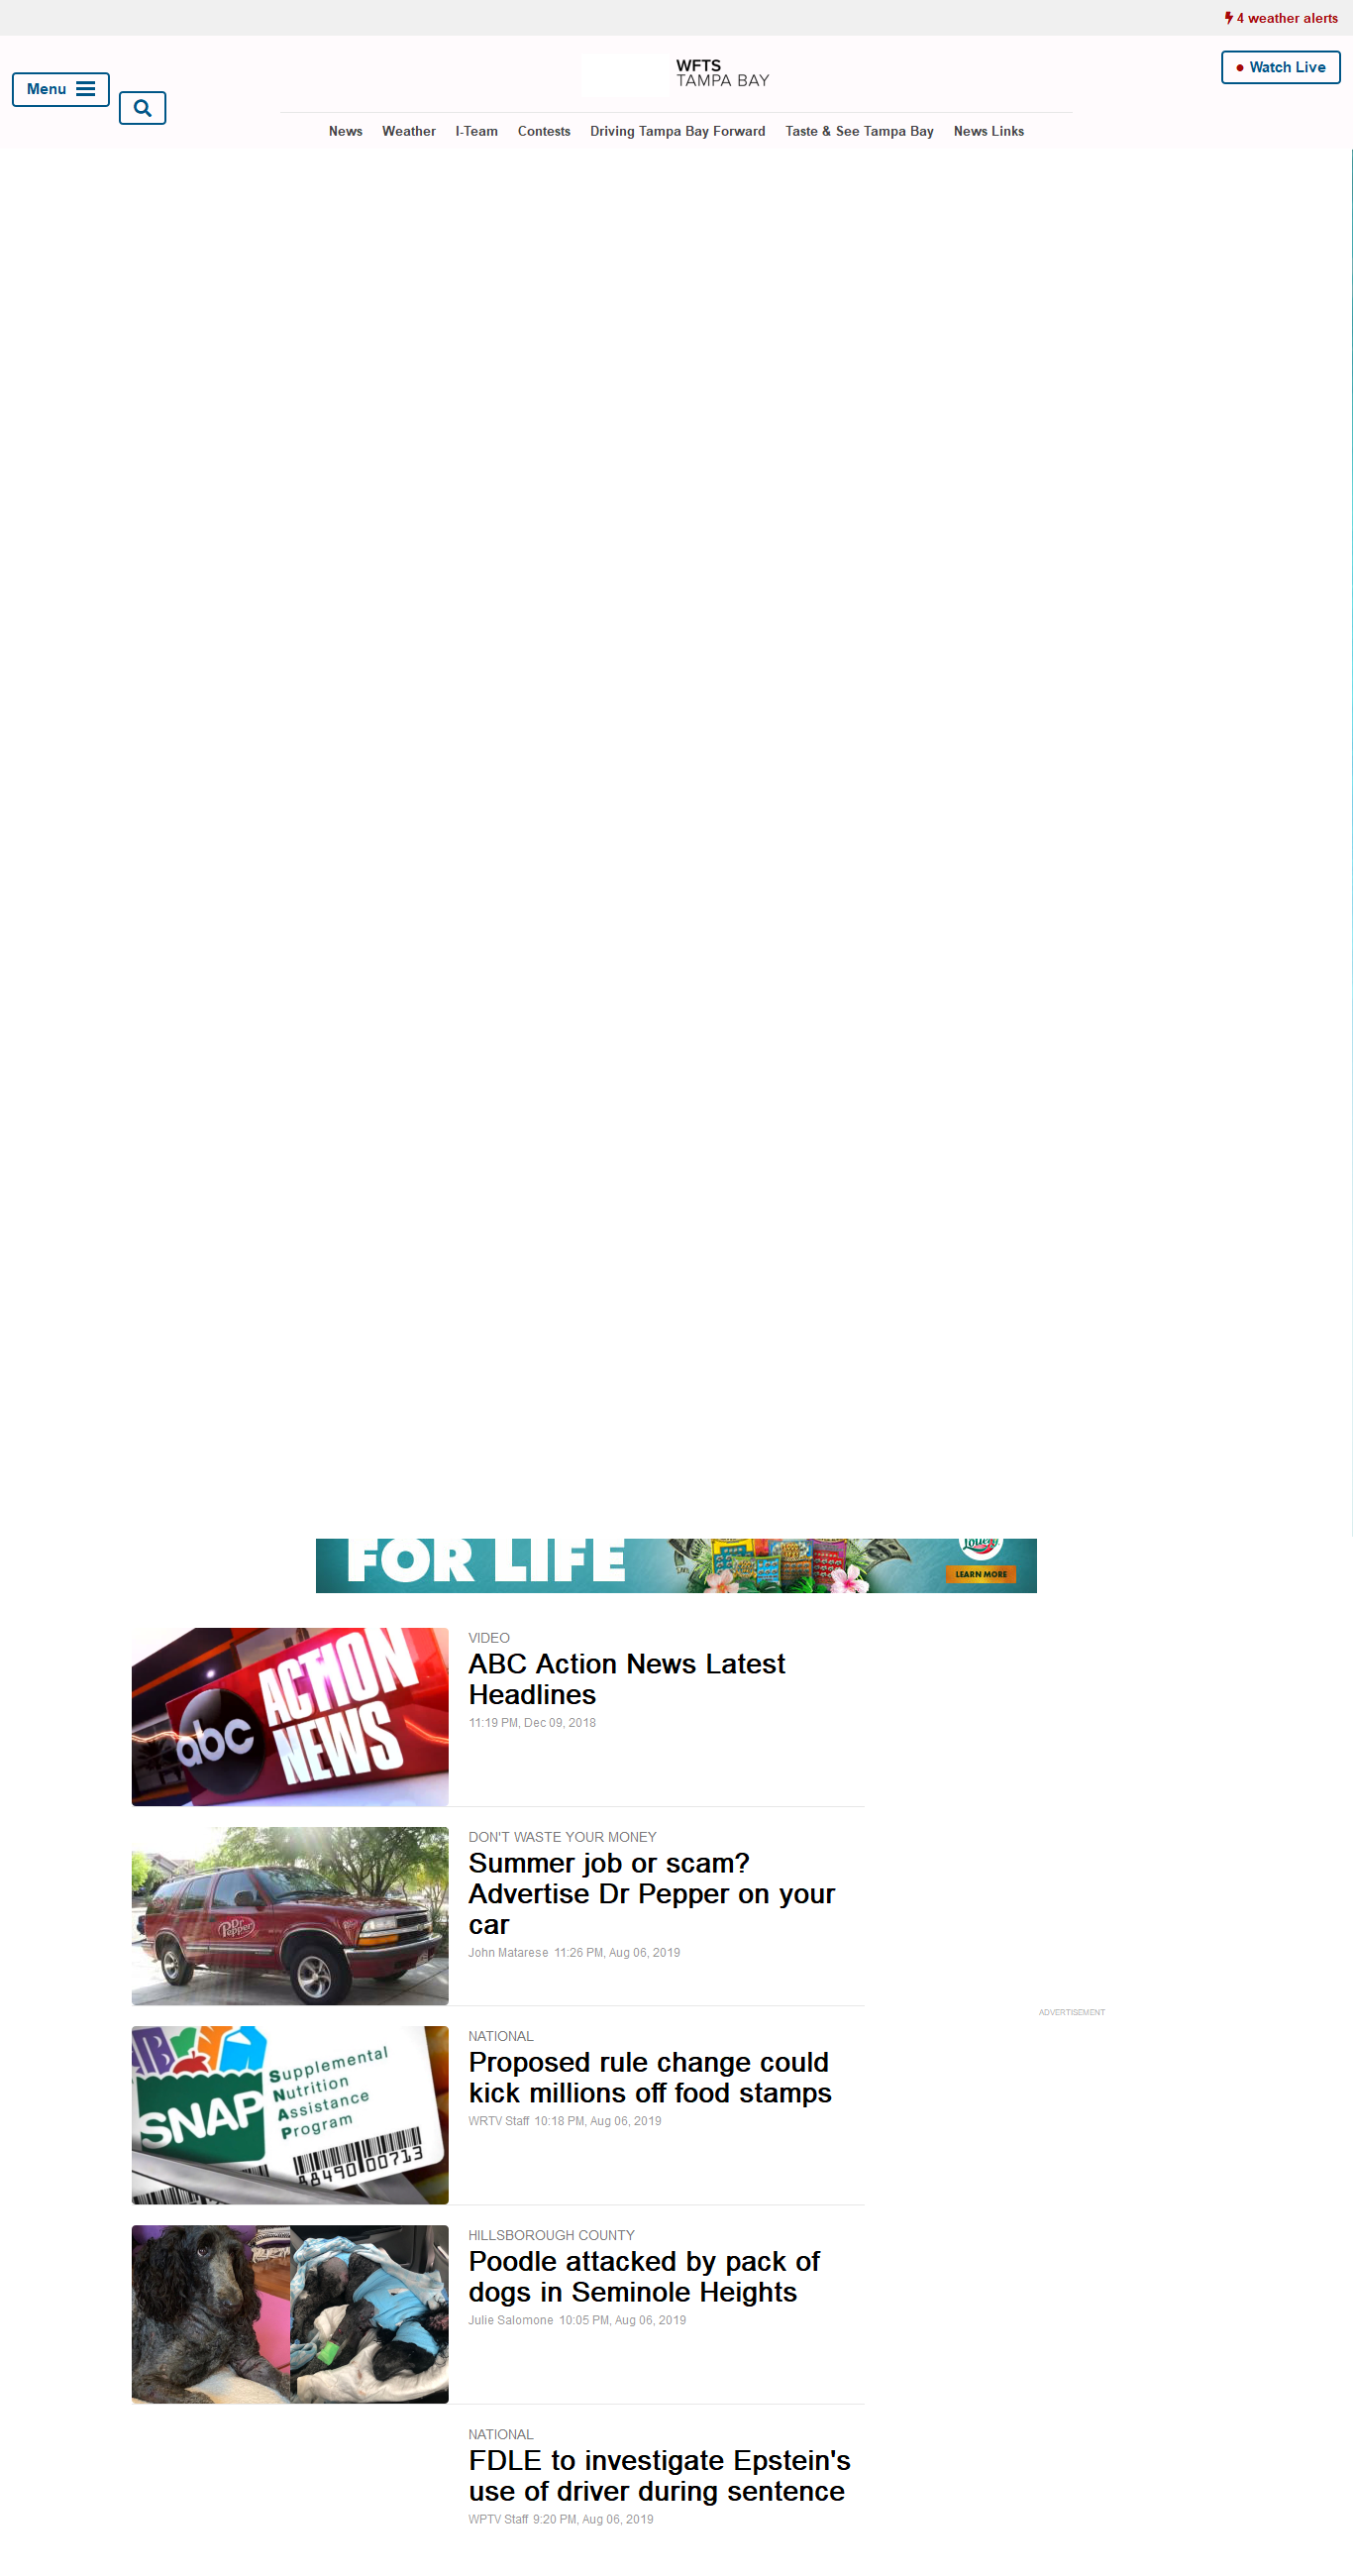 4 weather alerts
Menu
WFTS
TAMPA BAY
Watch Live
News Weather I-Team Contests Driving Tampa Bay Forward Taste & See Tampa Bay News Links
FOR LIFE
LEARN MORE
abc ACTION NEWS
VIDEO
ABC Action News Latest
Headlines
11:19 PM, Dec 09, 2018
Dr Pepper
DON'T WASTE YOUR MONEY
Summer job or scam?
Advertise Dr Pepper on your
car
John Matarese 11:26 PM, Aug 06, 2019
ADVERTISEMENT
SNAP
Supplemental
Nutrition
Assistance
Program
NATIONAL
Proposed rule change could
kick millions off food stamps
WRTV Staff 10:18 PM, Aug 06, 2019
HILLSBOROUGH COUNTY
Poodle attacked by pack of
dogs in Seminole Heights
Julie Salomone 10:05 PM, Aug 06, 2019
NATIONAL
FDLE to investigate Epstein's
use of driver during sentence
WPTV Staff 9:20 PM, Aug 06, 2019